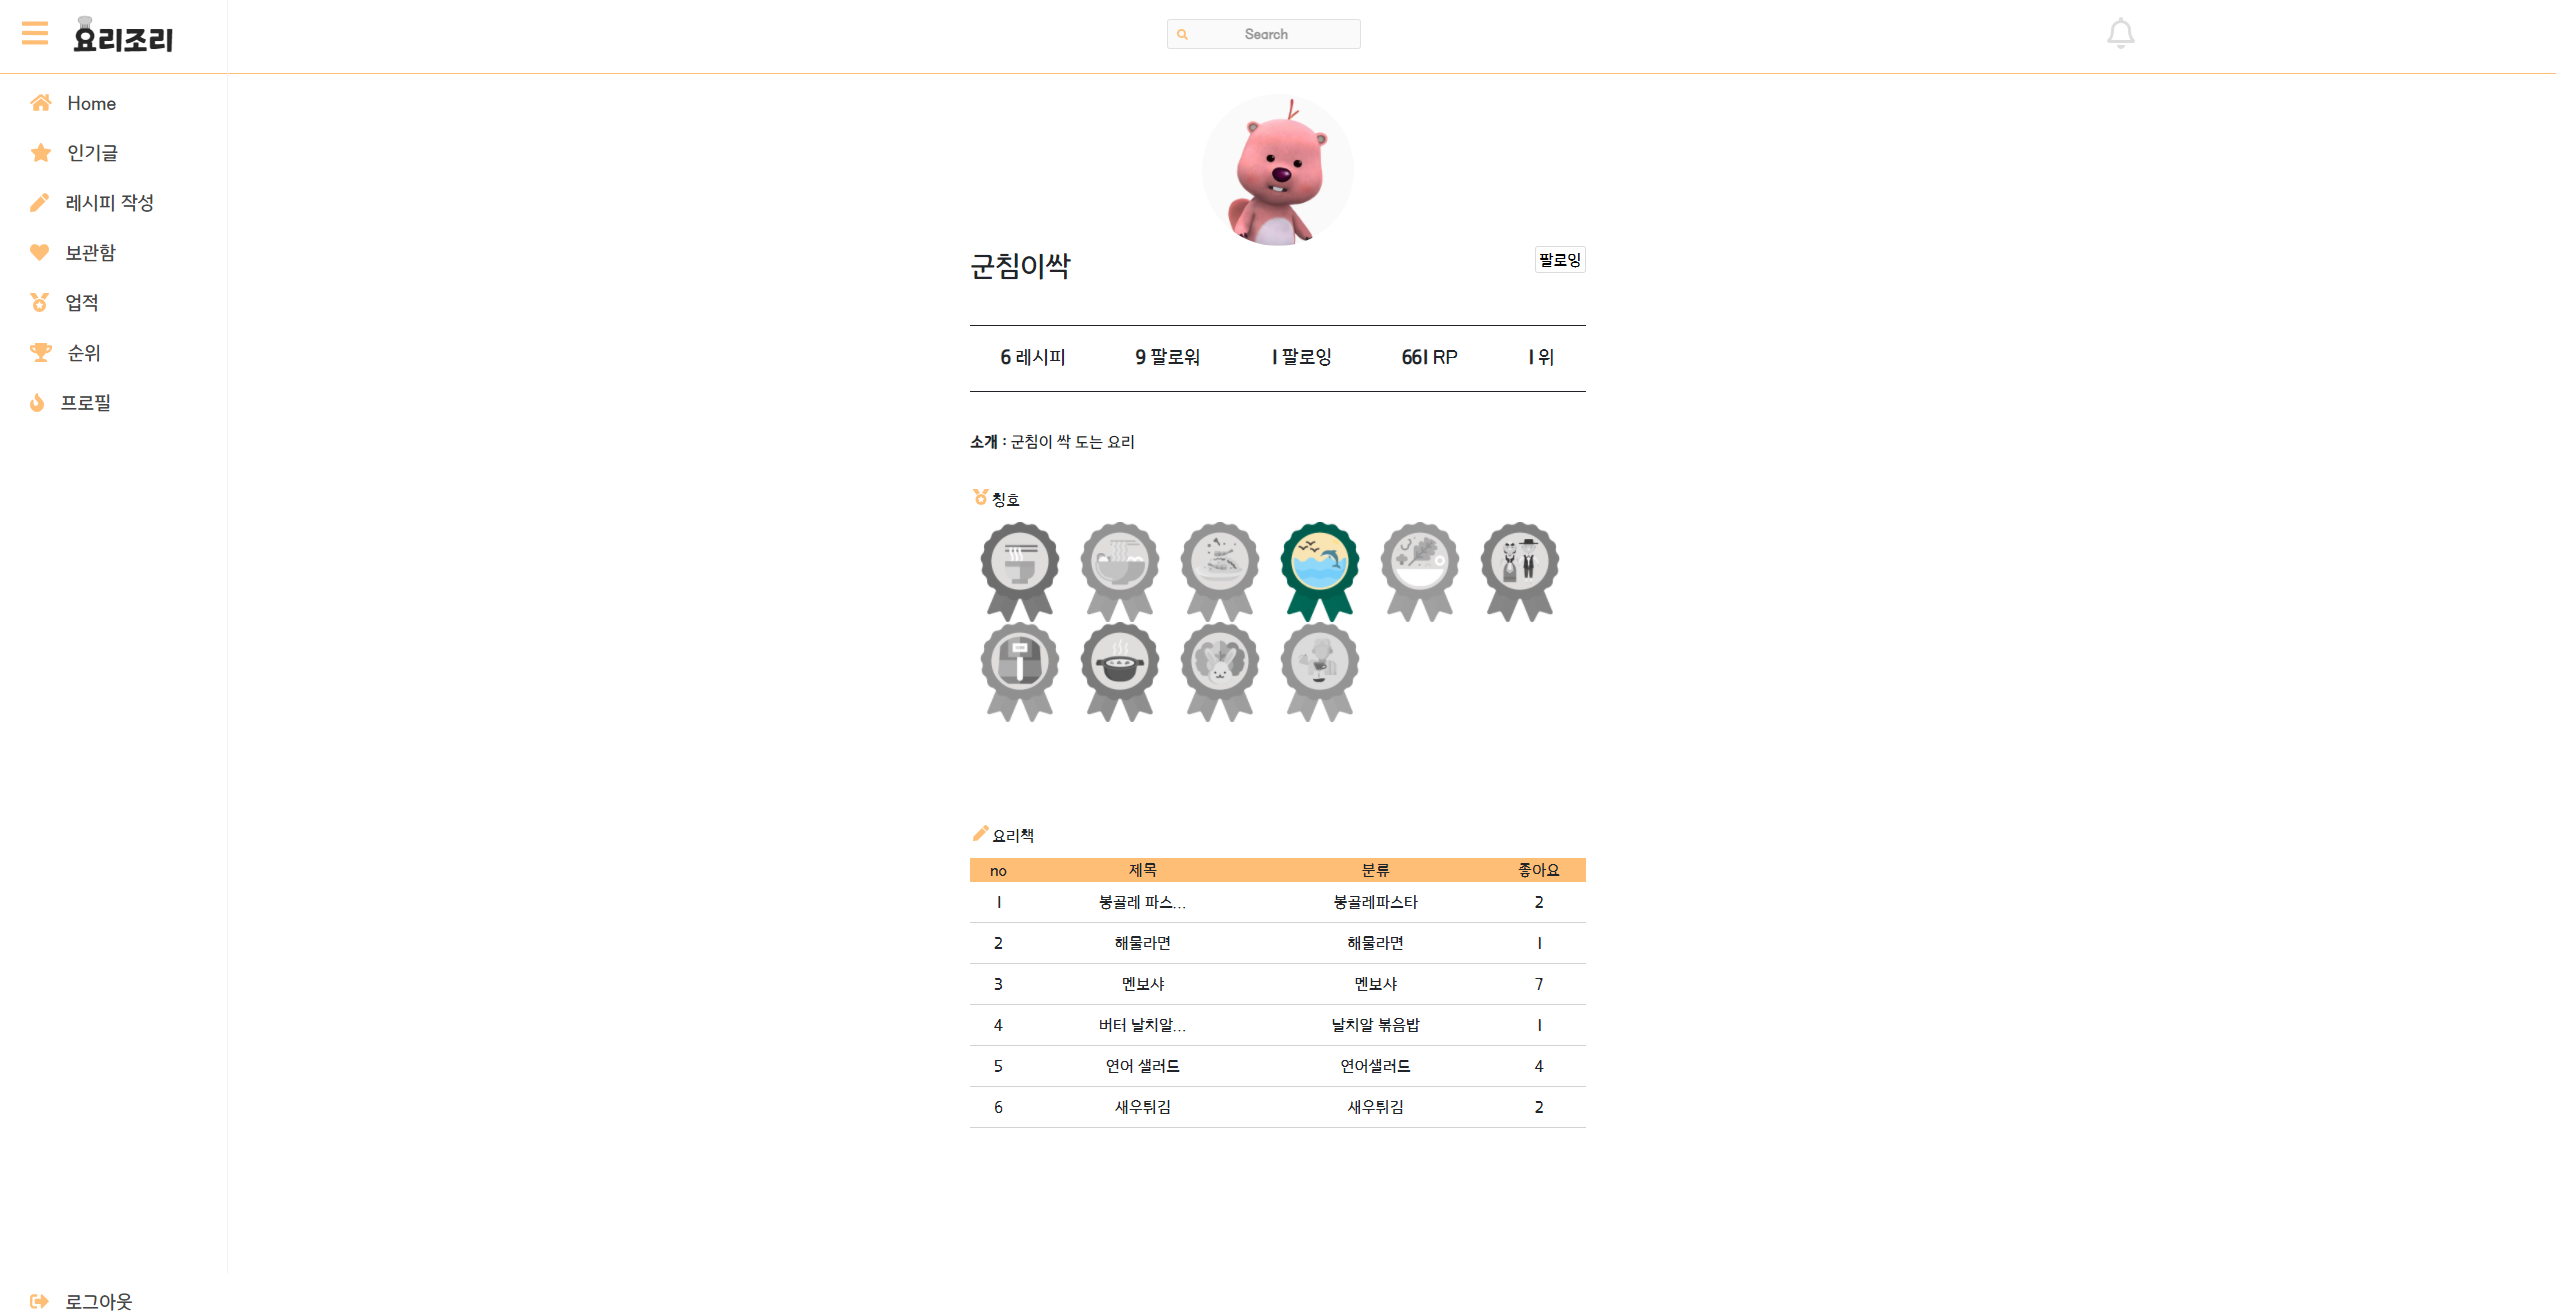 요리조리
Search
Home
인기글
레시피 작성
보관함
업적
순위
프로필
로그아웃
군침이싹
팔로잉
6 레시피 9 팔로워 1 팔로잉 661 RP 1 위
소개 : 군침이 싹 도는 요리
칭호
요리책
no 제목 분류 좋아요
1 봉골레 파스... 봉골레파스타 2
2 해물라면 해물라면 1
3 멘보샤 멘보샤 7
4 버터 날치알... 날치알 볶음밥 1
5 연어 샐러드 연어샐러드 4
6 새우튀김 새우튀김 2